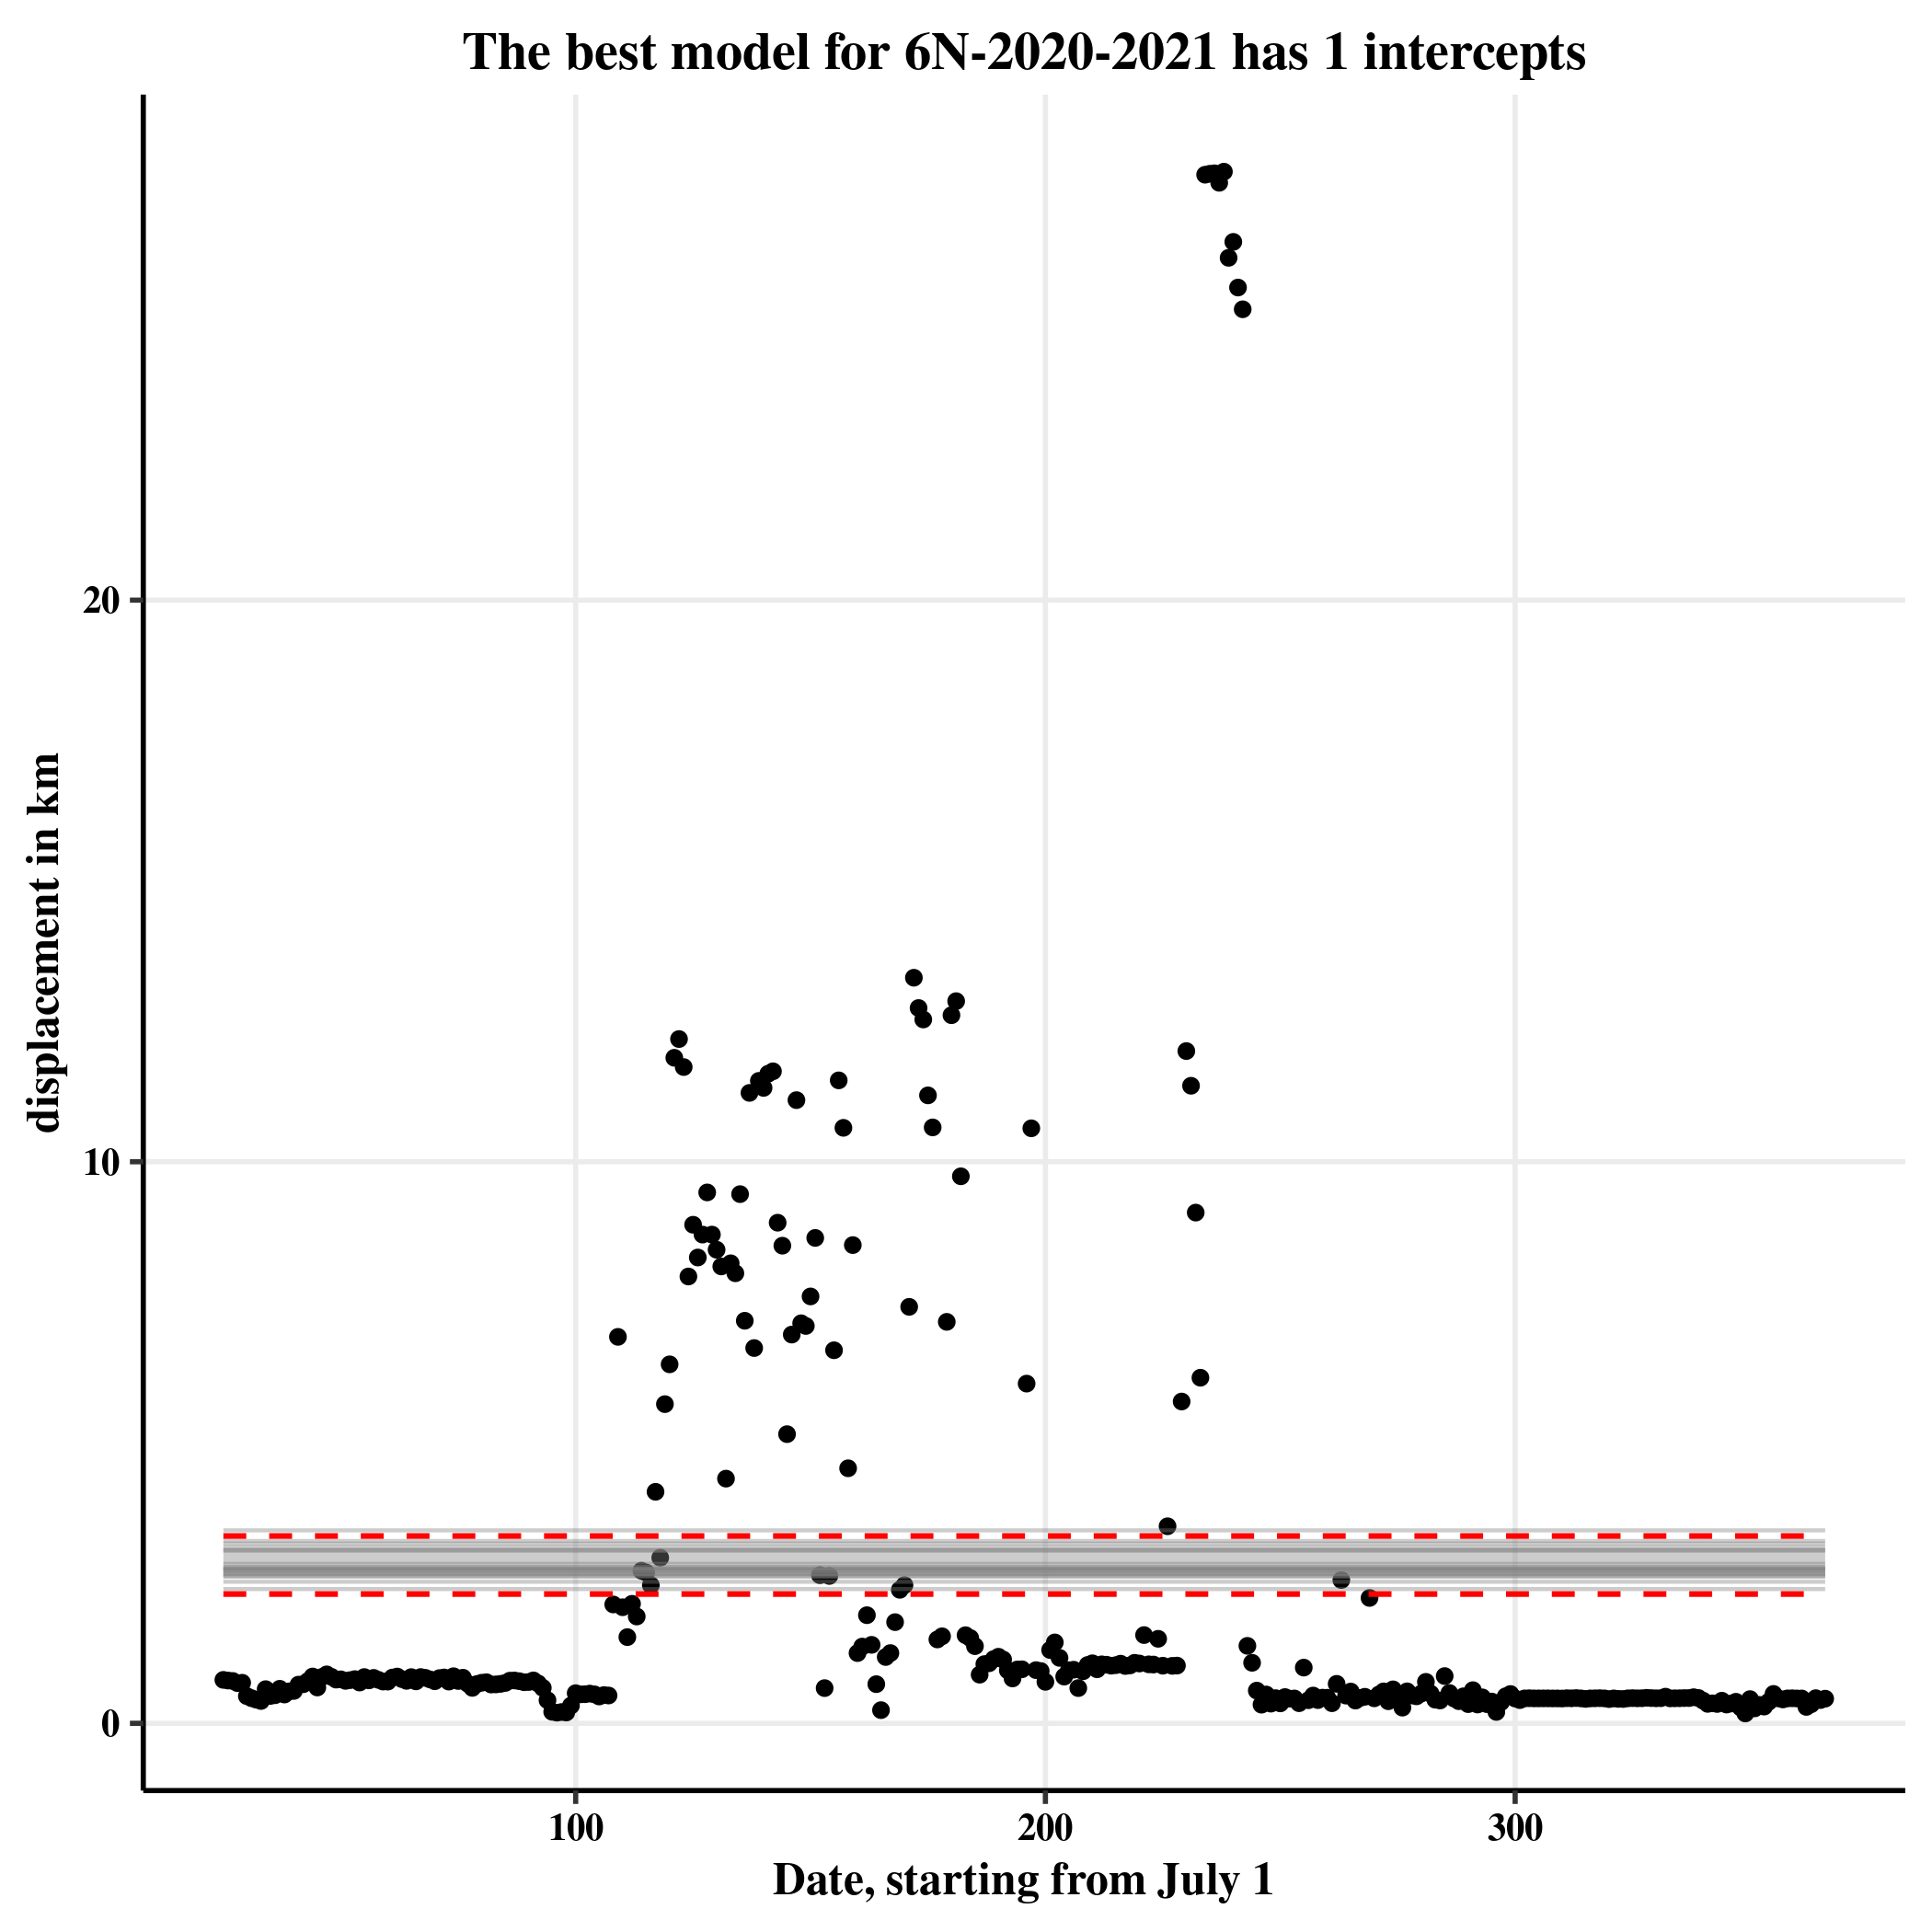 The best model for 6N-2020-2021 has 1 intercepts
displacement in km
20
10
0
100 200 300
Date, starting from July 1